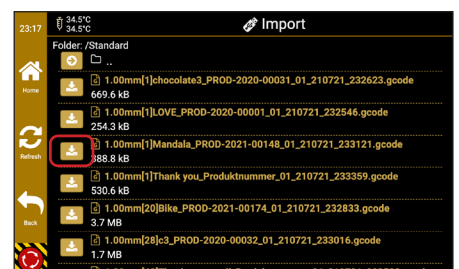 23:17
34.5°C
34.5°C
Import
Folder: /Standard
..
1.00mm[1]chocolate3_PROD-2020-00031_01_210721_232623.gcode
669.6 kB
1.00mm[1]LOVE_PROD-2020-00001_01_210721_232546.gcode
254.3 kB
1.00mm[1]Mandala_PROD-2021-00148_01_210721_233121.gcode
388.8 kB
1.00mm[1]Thank you_Produktnummer_01_210721_233359.gcode
530.6 kB
1.00mm[20]Bike_PROD-2021-00174_01_210721_232833.gcode
3.7 MB
1.00mm[28]c3_PROD-2020-00032_01_210721_233016.gcode
1.7 MB
Home
Refresh
Back